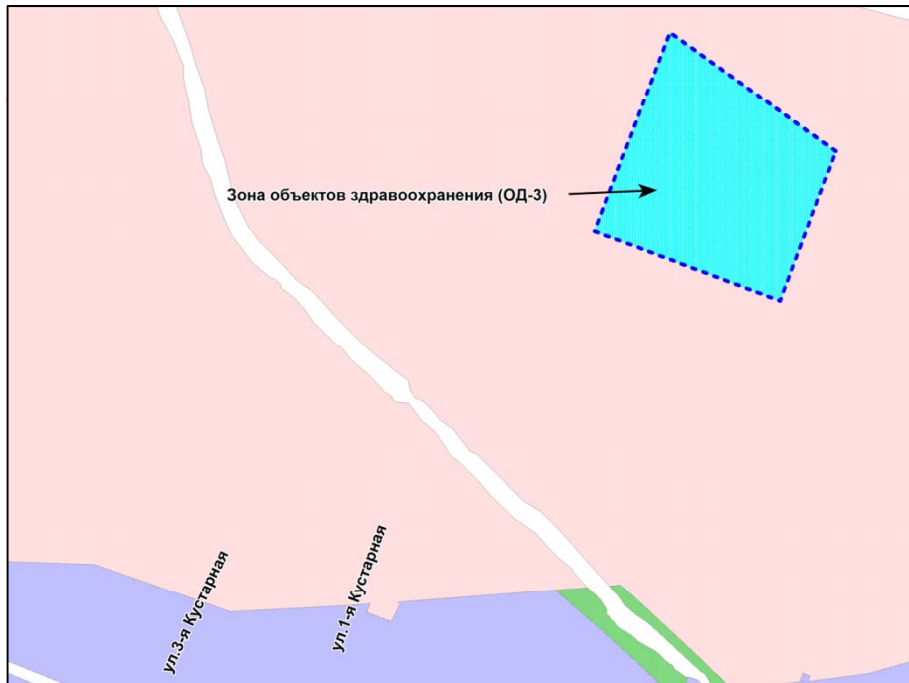 Зона объектов здравоохранения (ОД-3)
ул.3-я Кустарная
ул.1-я Кустарная